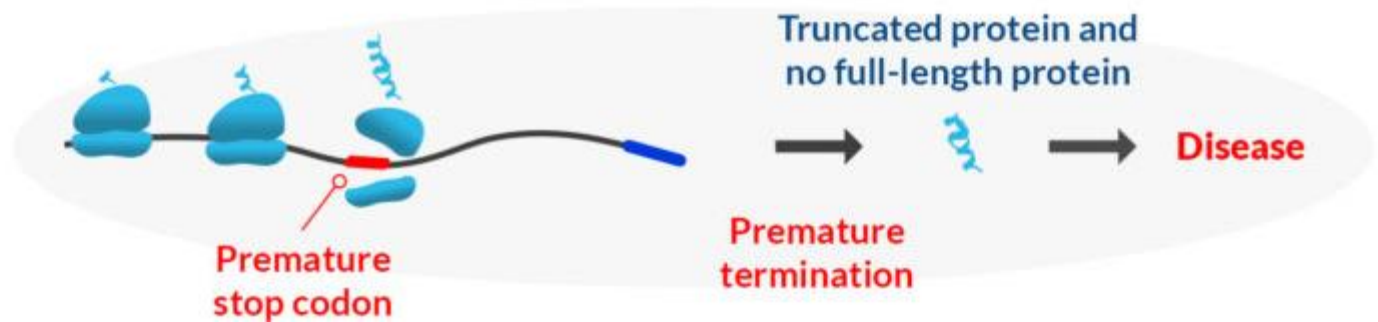 Truncated protein and
no full-length protein
Disease
Premature
stop codon
Premature
termination